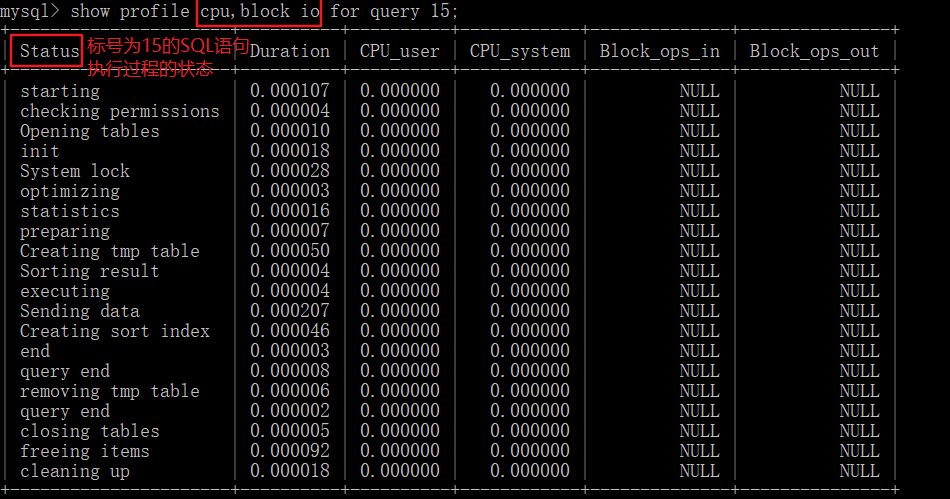 mysql> show profile cpu,block io for query 15;
Status 标号为15的SQL语句执行过程的状态 Duration CPU_user CPU_system Block_ops_in Block_ops_out
starting 0.000107 0.000000 0.000000 NULL NULL
checking permissions 0.000004 0.000000 0.000000 NULL NULL
Opening tables 0.000010 0.000000 0.000000 NULL NULL
init 0.000018 0.000000 0.000000 NULL NULL
System lock 0.000028 0.000000 0.000000 NULL NULL
optimizing 0.000003 0.000000 0.000000 NULL NULL
statistics 0.000016 0.000000 0.000000 NULL NULL
preparing 0.000007 0.000000 0.000000 NULL NULL
Creating tmp table 0.000050 0.000000 0.000000 NULL NULL
Sorting result 0.000004 0.000000 0.000000 NULL NULL
executing 0.000004 0.000000 0.000000 NULL NULL
Sending data 0.000207 0.000000 0.000000 NULL NULL
Creating sort index 0.000046 0.000000 0.000000 NULL NULL
end 0.000003 0.000000 0.000000 NULL NULL
query end 0.000008 0.000000 0.000000 NULL NULL
removing tmp table 0.000006 0.000000 0.000000 NULL NULL
query end 0.000002 0.000000 0.000000 NULL NULL
closing tables 0.000005 0.000000 0.000000 NULL NULL
freeing items 0.000092 0.000000 0.000000 NULL NULL
cleaning up 0.000018 0.000000 0.000000 NULL NULL